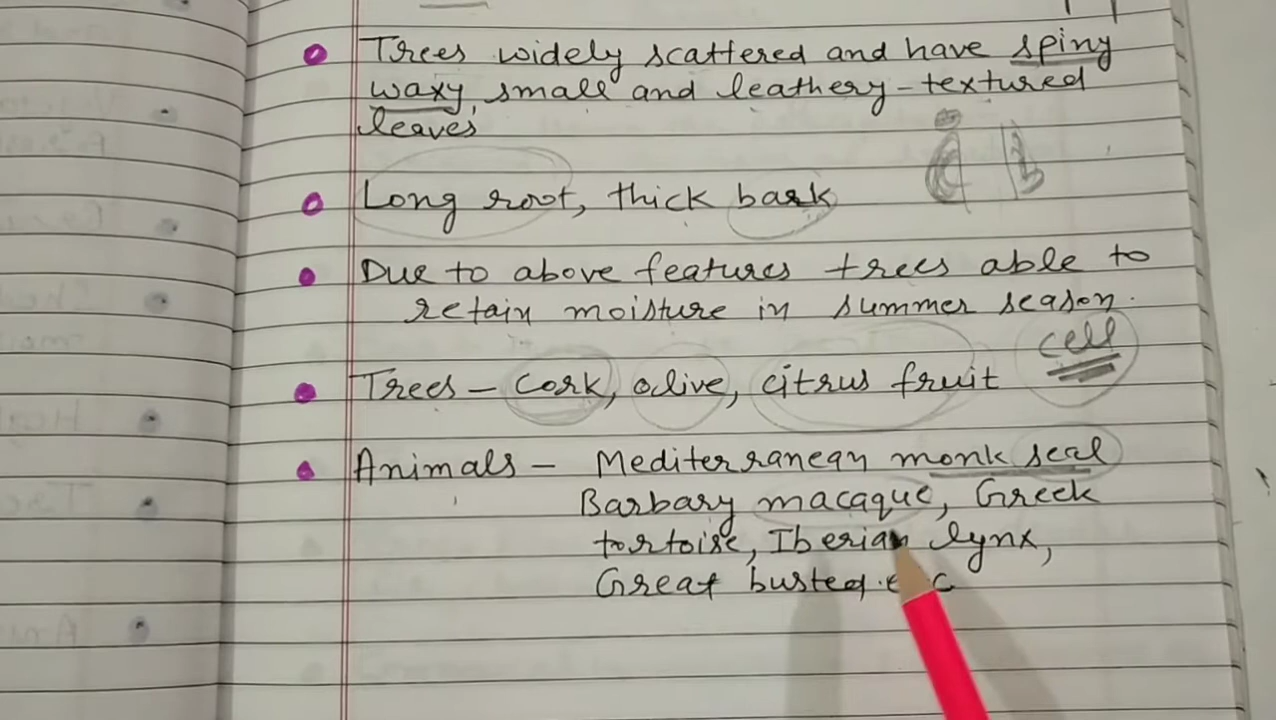 Trees widely scattered and have spiny
waxy, small and leathery-textured
leaves
Long root, thick bark
Due to above features trees able to
retain moisture in summer season.
cell
Trees - cork, olive, citrus fruit
Animals - Mediterranean monk seal
Barbary macaque, Greek
tortoise, Iberian lynx,
Great busted.